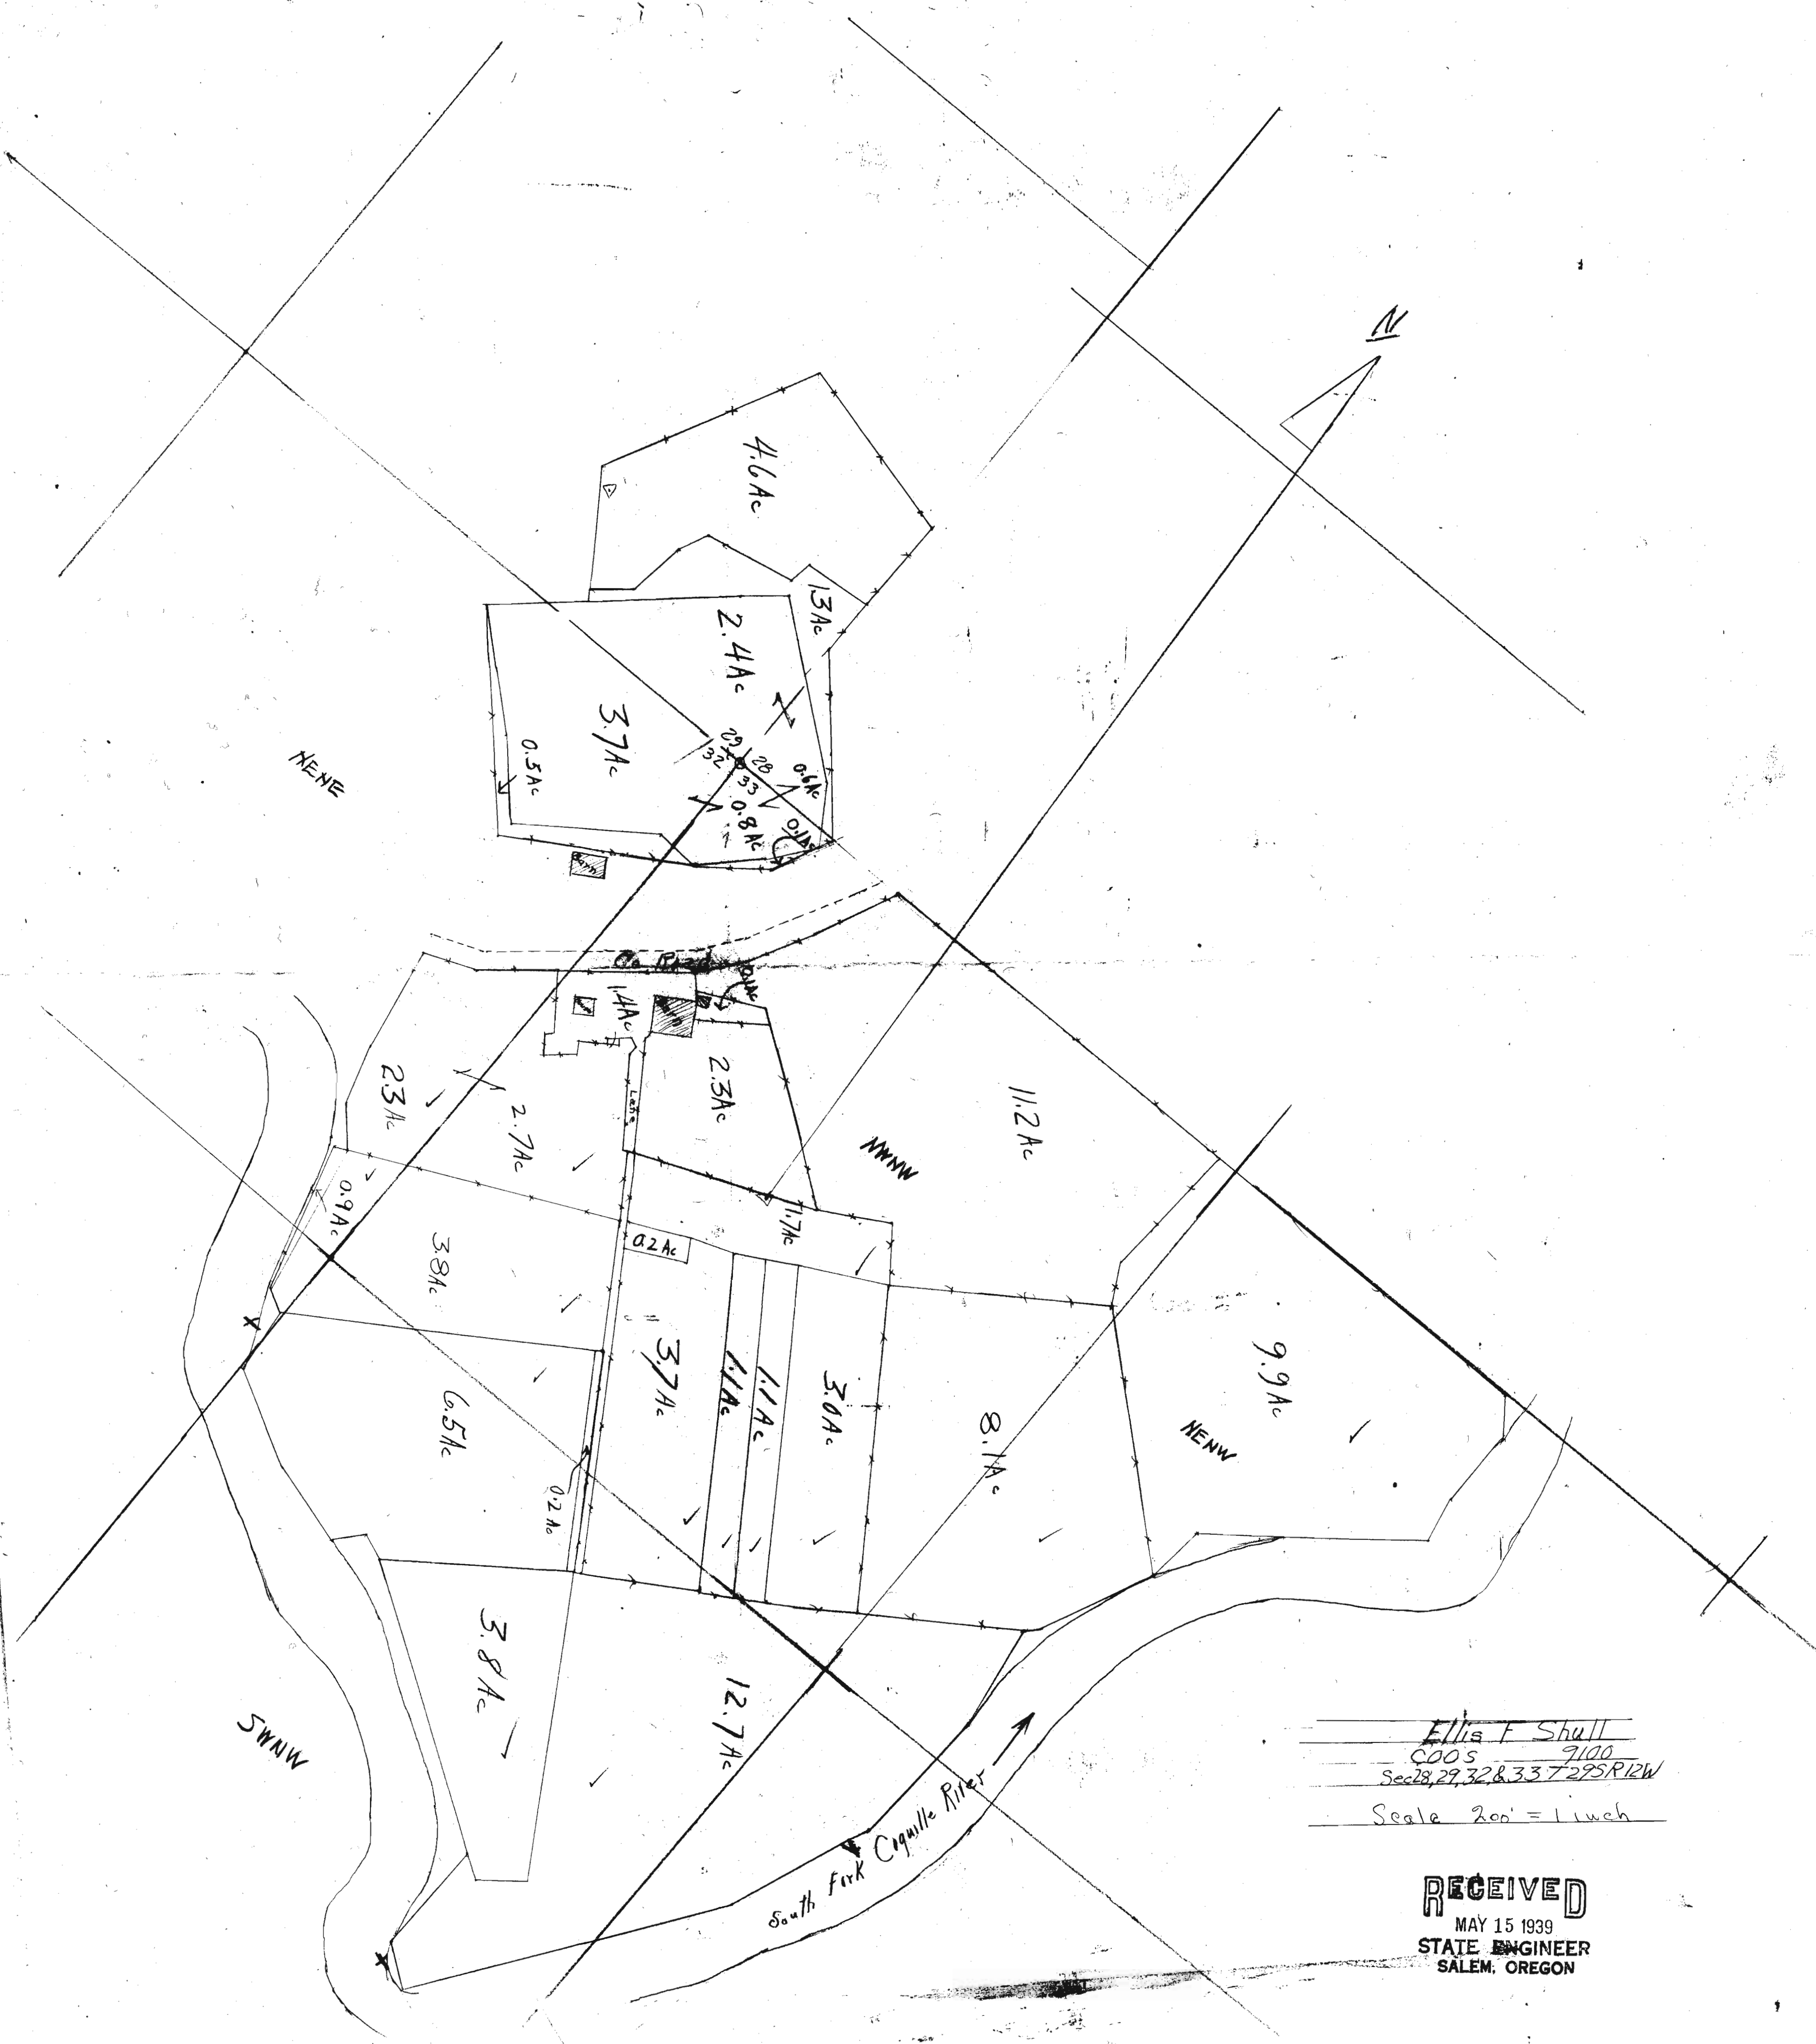 N
4.6Ac
1.3Ac
2.4Ac
3.7Ac
0.5Ac
29 28
32 33
0.6Ac
0.8Ac
0.1Ac
NENE
Barn
Co. Road
0.1Ac
1.4Ac
2.3Ac
Lane
2.3Ac
2.7Ac
11.2Ac
NWNW
0.9Ac
3.8Ac
0.2Ac
1.7Ac
3.7Ac
1.1Ac
1.1Ac
3.0Ac
8.1Ac
9.9Ac
NENW
6.5Ac
0.2Ac
3.8Ac
12.7Ac
SWNW
South Fork Coquille River
Ellis F Shull
COOS 9100
Sec 28, 29, 32, & 33 T29S R12W
Scale 200' = 1 inch
RECEIVED
MAY 15 1939
STATE ENGINEER
SALEM, OREGON